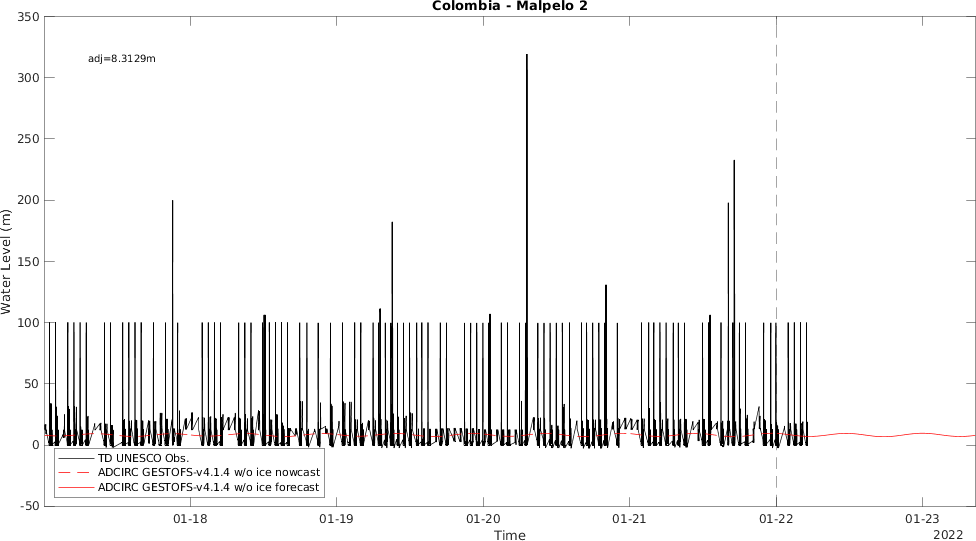 Colombia - Malpelo 2
350
300
250
200
150
100
50
0
-50
Water Level (m)
adj=8.3129m
TD UNESCO Obs.
ADCIRC GESTOFS-v4.1.4 w/o ice nowcast
ADCIRC GESTOFS-v4.1.4 w/o ice forecast
01-18 01-19 01-20 01-21 01-22 01-23
Time
2022